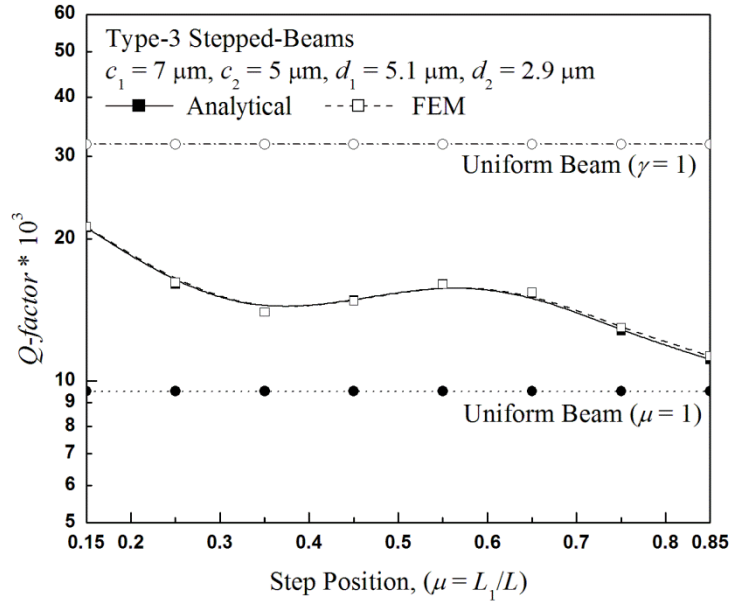 60
50
40
30
20
10
9
8
7
6
5
Q-factor * 10³
Type-3 Stepped-Beams
c₁ = 7 μm, c₂ = 5 μm, d₁ = 5.1 μm, d₂ = 2.9 μm
Analytical FEM
Uniform Beam (γ = 1)
Uniform Beam (μ = 1)
0.15 0.2 0.3 0.4 0.5 0.6 0.7 0.8 0.85
Step Position, (μ = L₁/L)